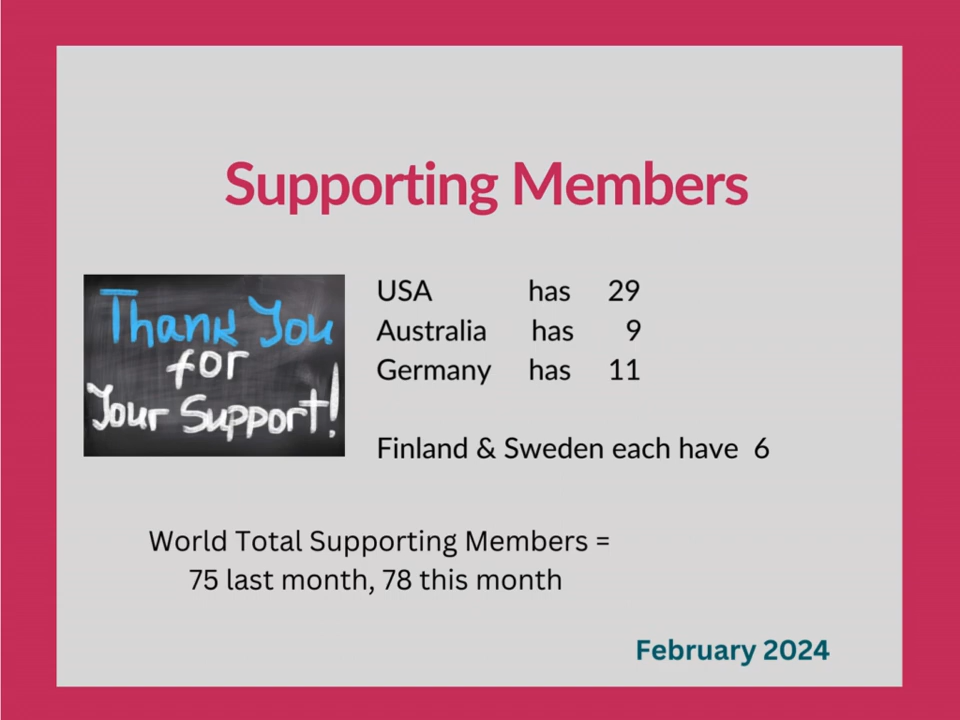 Supporting Members
Thank You
for
Your Support!
USA has 29
Australia has 9
Germany has 11
Finland & Sweden each have 6
World Total Supporting Members =
75 last month, 78 this month
February 2024